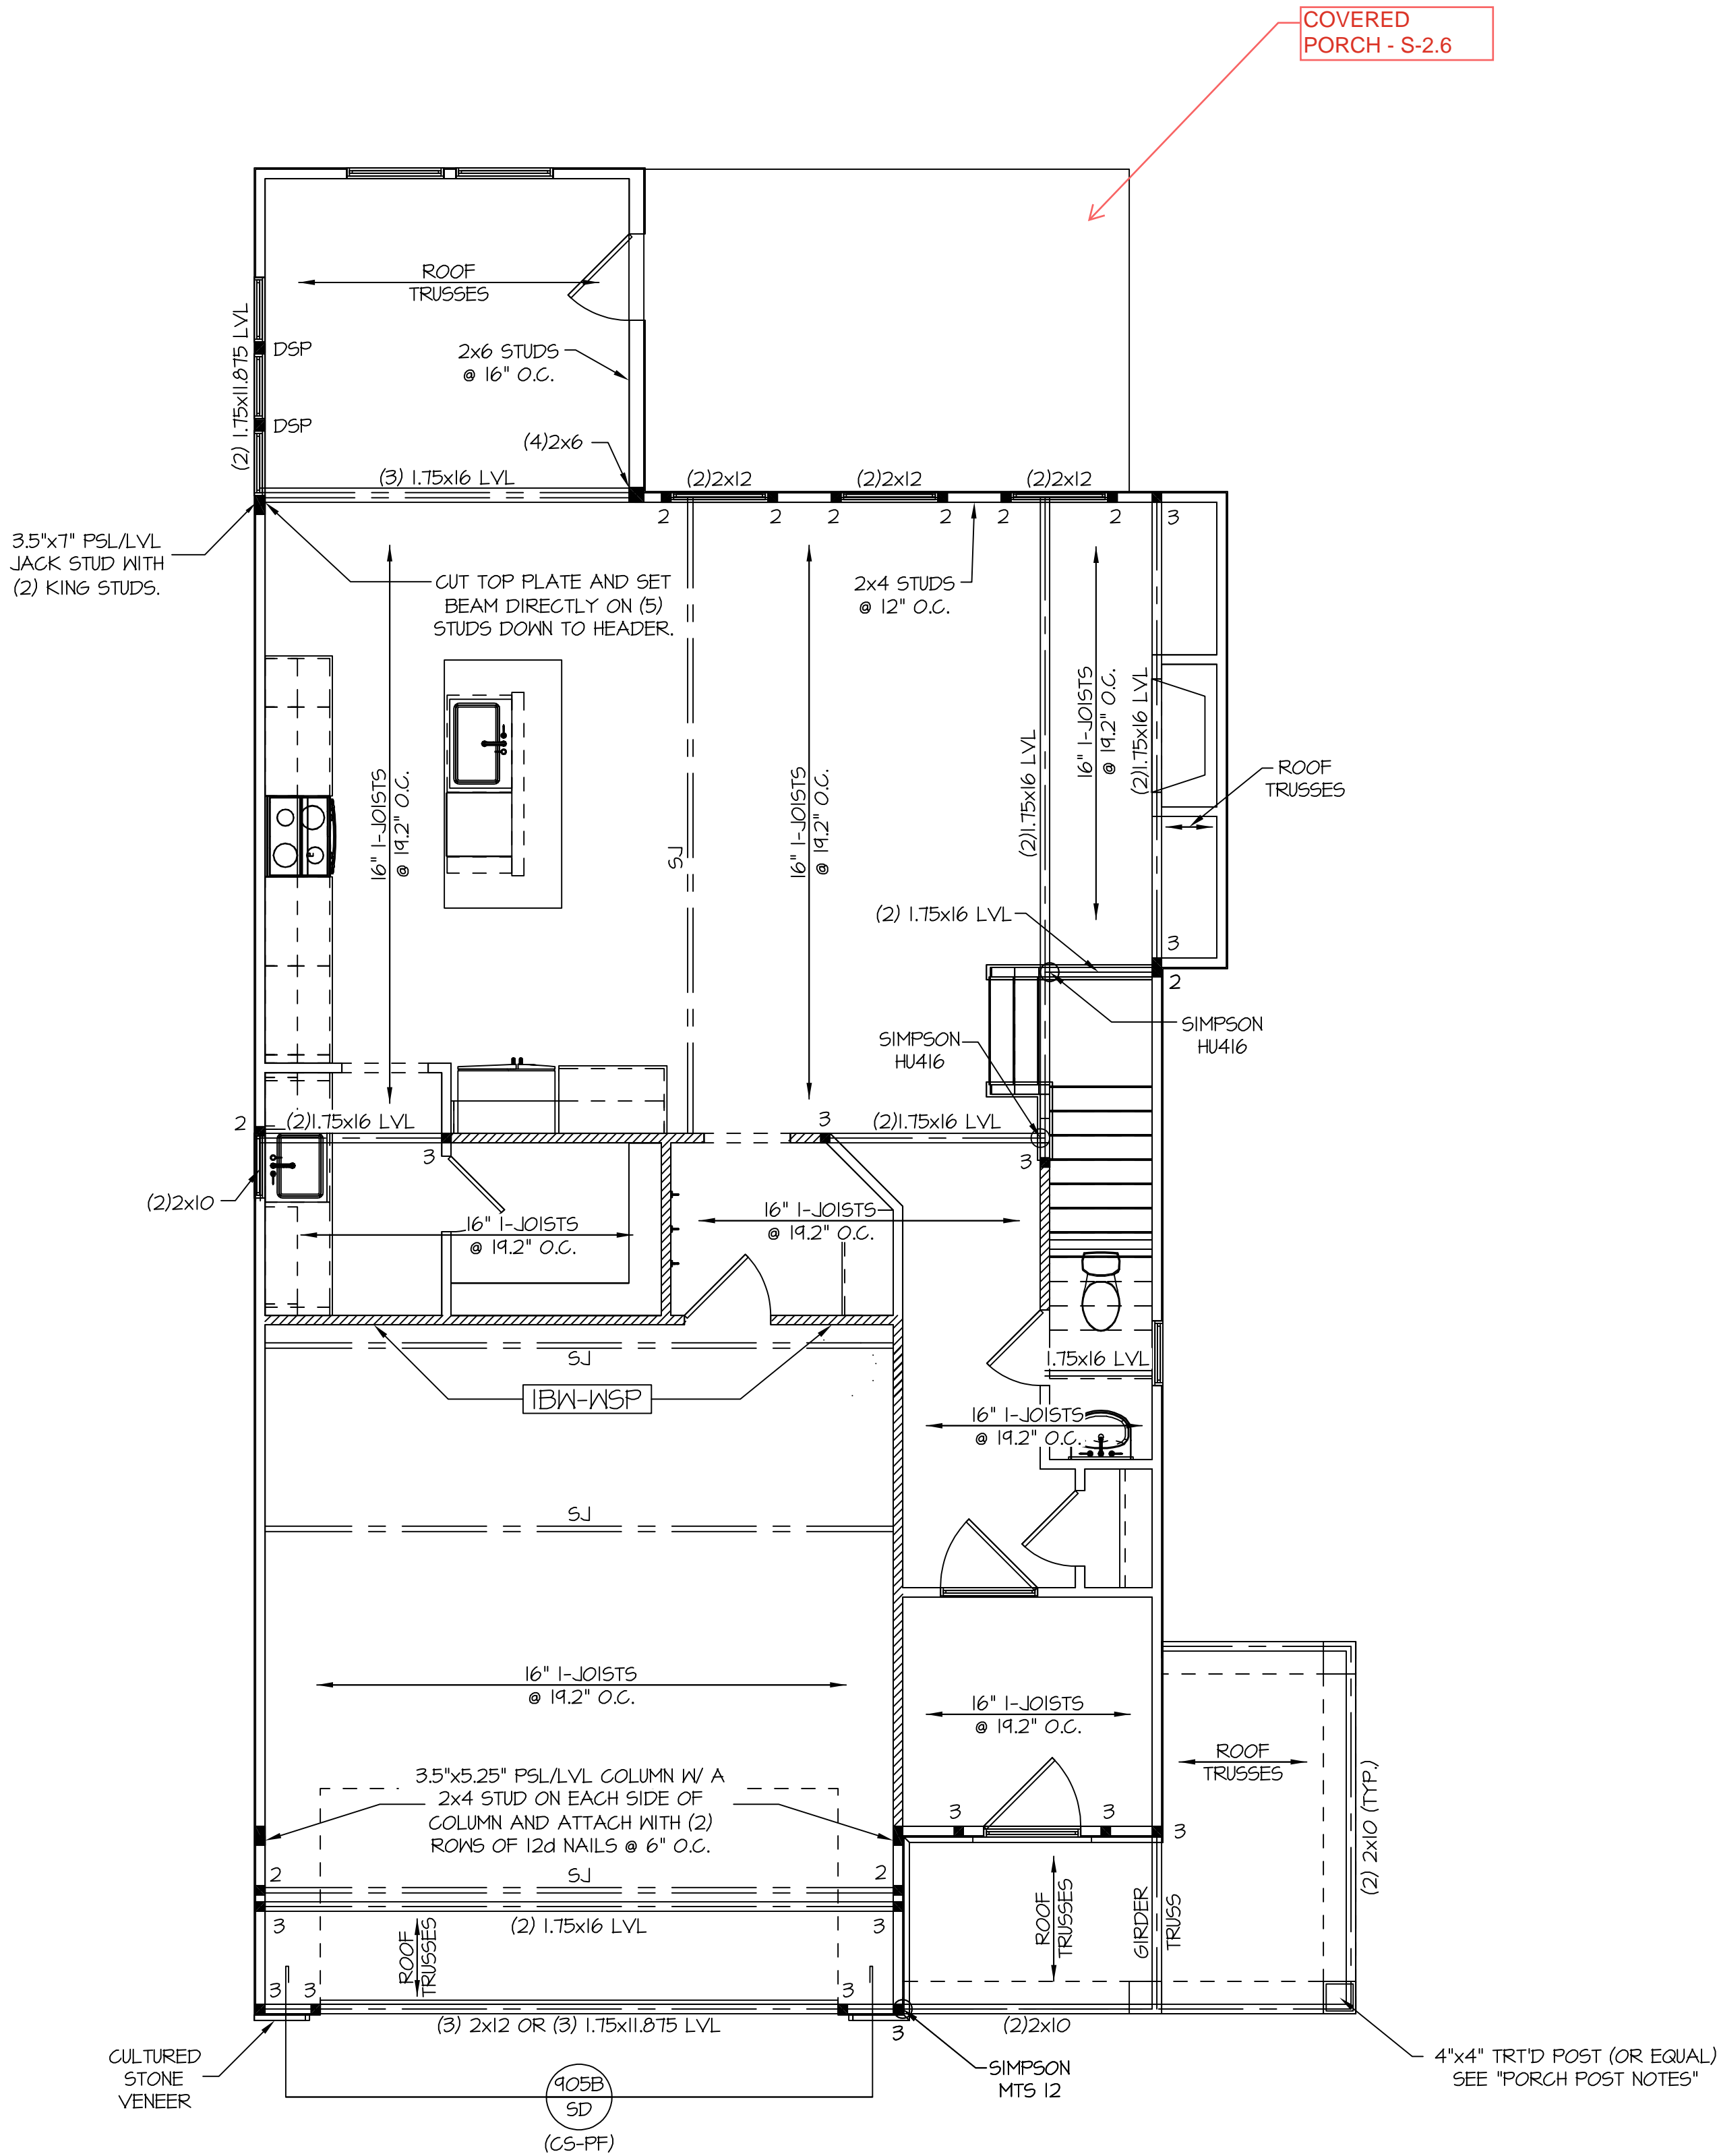 COVERED
PORCH - S-2.6
ROOF
TRUSSES
(2) 1.75x11.875 LVL
DSP
2x6 STUDS
@ 16" O.C.
DSP
(4)2x6
(3) 1.75x16 LVL
(2)2x12
(2)2x12
(2)2x12
2
2
2
2
2
2
3
3.5"x7" PSL/LVL
JACK STUD WITH
(2) KING STUDS.
CUT TOP PLATE AND SET
BEAM DIRECTLY ON (5)
STUDS DOWN TO HEADER.
2x4 STUDS
@ 12" O.C.
16" I-JOISTS
@ 19.2" O.C.
SJ
16" I-JOISTS
@ 19.2" O.C.
(2)1.75x16 LVL
16" I-JOISTS
@ 19.2" O.C.
(2)1.75x16 LVL
ROOF
TRUSSES
(2) 1.75x16 LVL
3
2
SIMPSON
HU416
SIMPSON
HU416
2
(2)1.75x16 LVL
3
3
(2)1.75x16 LVL
3
(2)2x10
16" I-JOISTS
@ 19.2" O.C.
16" I-JOISTS
@ 19.2" O.C.
SJ
1.75x16 LVL
IBW-WSP
16" I-JOISTS
@ 19.2" O.C.
SJ
16" I-JOISTS
@ 19.2" O.C.
16" I-JOISTS
@ 19.2" O.C.
ROOF
TRUSSES
(2) 2x10 (TYP.)
3.5"x5.25" PSL/LVL COLUMN W/ A
2x4 STUD ON EACH SIDE OF
COLUMN AND ATTACH WITH (2)
ROWS OF 12d NAILS @ 6" O.C.
3
3
3
2
SJ
2
3
(2) 1.75x16 LVL
3
ROOF
TRUSSES
ROOF
TRUSSES
GIRDER
TRUSS
3
3
3
3
(3) 2x12 OR (3) 1.75x11.875 LVL
(2)2x10
CULTURED
STONE
VENEER
905B
SD
(CS-PF)
SIMPSON
MTS 12
4"x4" TRT'D POST (OR EQUAL)
SEE "PORCH POST NOTES"